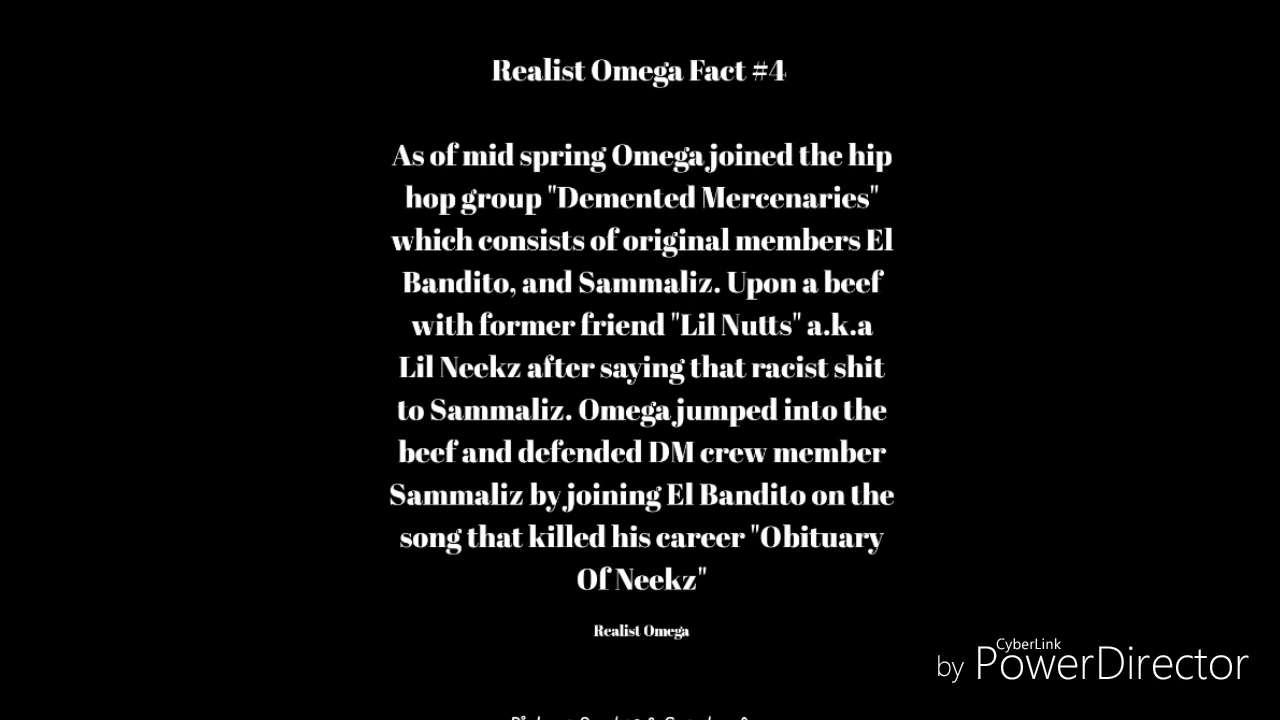 Realist Omega Fact #4
As of mid spring Omega joined the hip
hop group "Demented Mercenaries"
which consists of original members El
Bandito, and Sammaliz. Upon a beef
with former friend "Lil Nutts" a.k.a
Lil Neekz after saying that racist shit
to Sammaliz. Omega jumped into the
beef and defended DM crew member
Sammaliz by joining El Bandito on the
song that killed his career "Obituary
Of Neekz"
Realist Omega
CyberLink
by PowerDirector